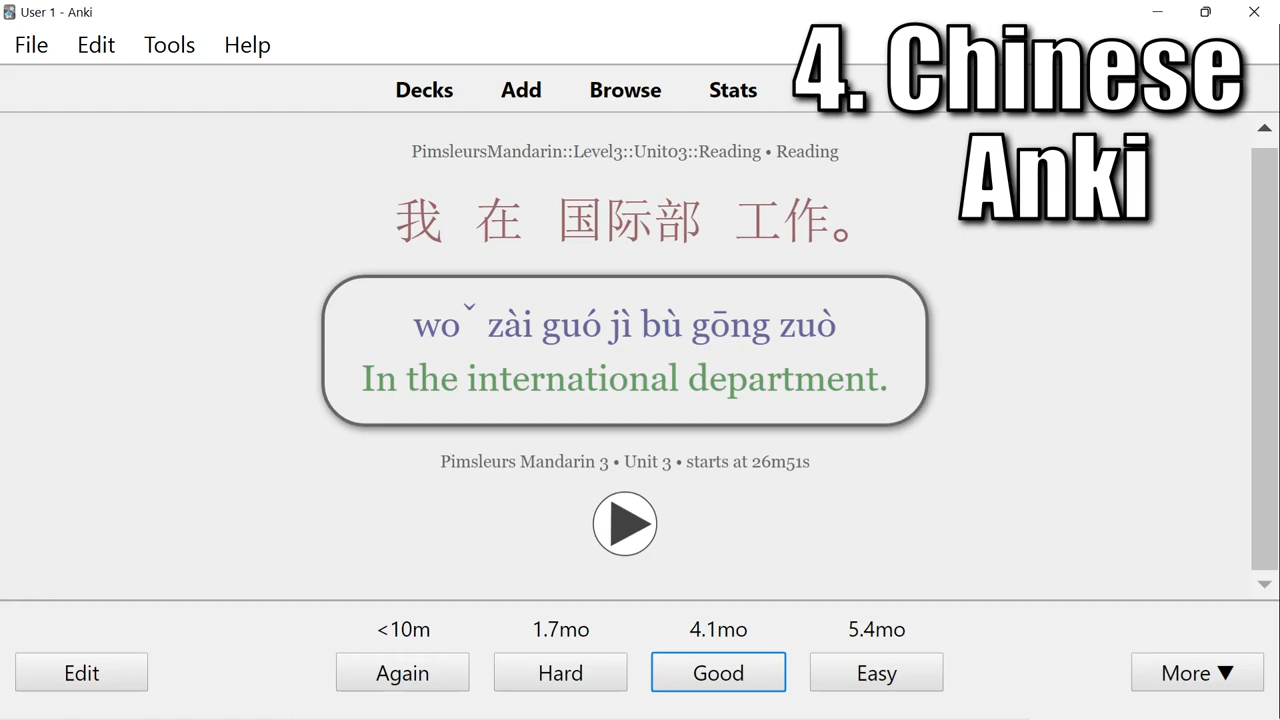 User 1 - Anki
File Edit Tools Help
4. Chinese
Anki
Decks Add Browse Stats
PimsleursMandarin::Level3::Unit03::Reading • Reading
我 在 国际部 工作。
woˇ zài guó jì bù gōng zuò
In the international department.
Pimsleurs Mandarin 3 • Unit 3 • starts at 26m51s
<10m 1.7mo 4.1mo 5.4mo
Edit Again Hard Good Easy More ▼